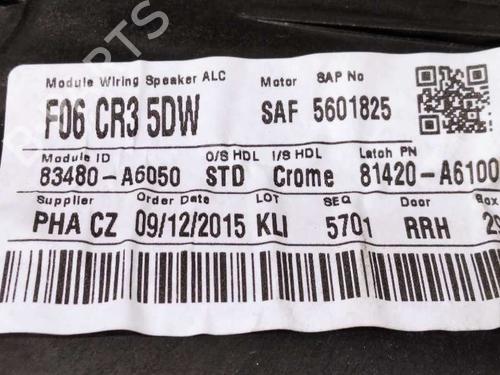 Module Wiring Speaker ALC Motor SAP No
F06 CR3 5DW SAF 5601825
Module ID O/S HDL I/S HDL Latch PN
83480-A6050 STD Crome 81420-A6100
Supplier Order Date LOT SEQ Door Box
PHA CZ 09/12/2015 KLI 5701 RRH 29